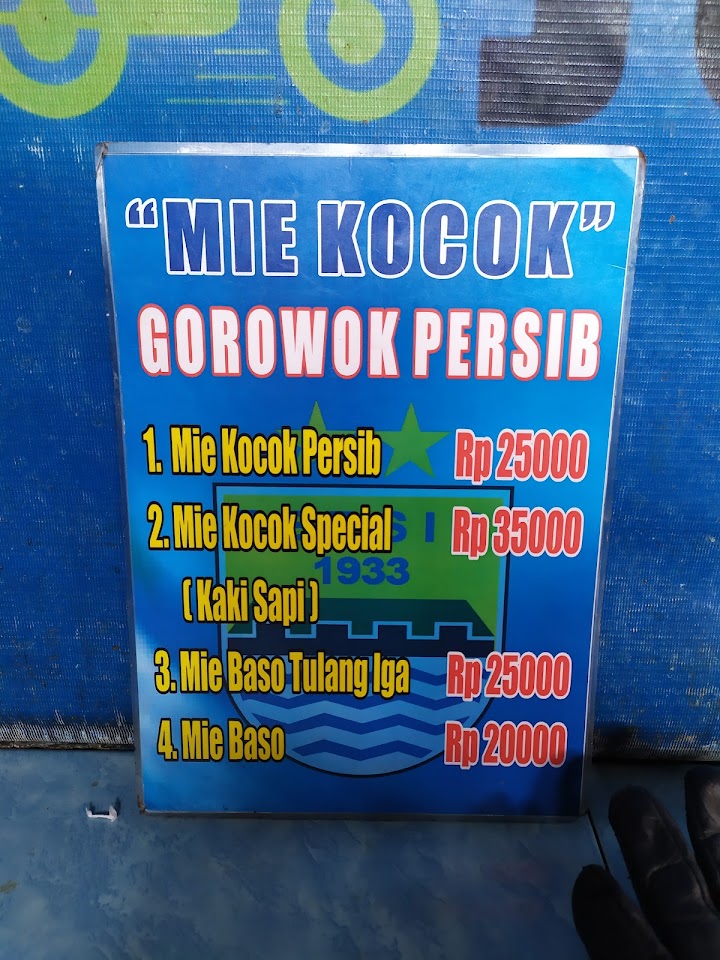 "MIE KOCOK"
GOROWOK PERSIB
1. Mie Kocok Persib Rp 25000
2. Mie Kocok Special Rp 35000
( Kaki Sapi )
1933
3. Mie Baso Tulang Iga Rp 25000
4. Mie Baso Rp 20000